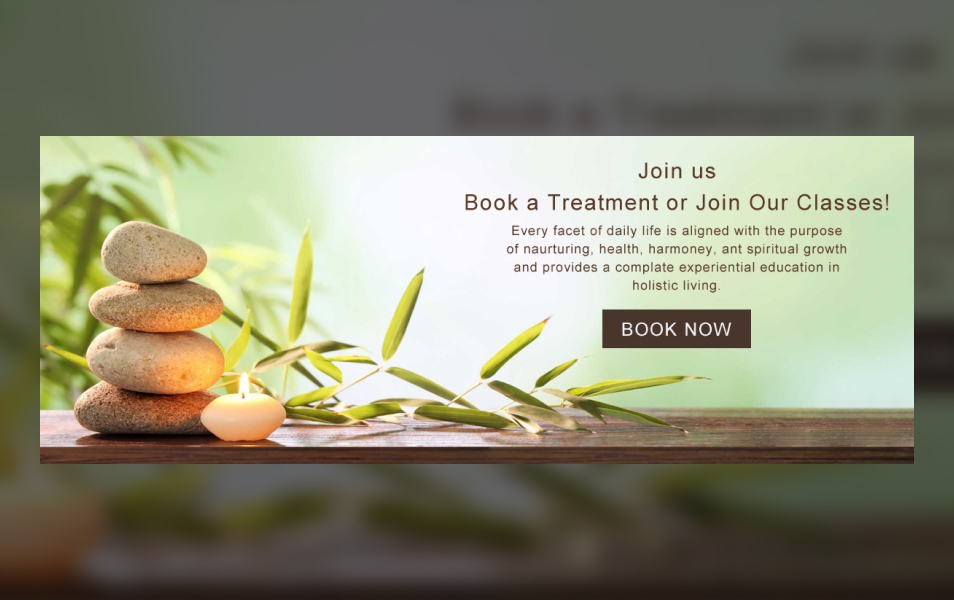 Join us
Book a Treatment or Join Our Classes!
Every facet of daily life is aligned with the purpose
of naurturing, health, harmoney, ant spiritual growth
and provides a complate experiential education in
holistic living.
BOOK NOW